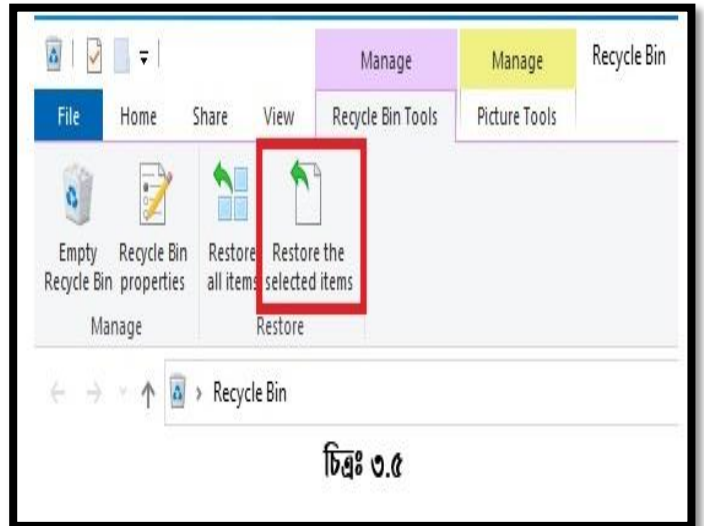 Manage Manage Recycle Bin
File Home Share View Recycle Bin Tools Picture Tools
Empty Recycle Bin Restore Restore the
Recycle Bin properties all items selected items
Manage Restore
Recycle Bin
চিত্রঃ ৩.৫